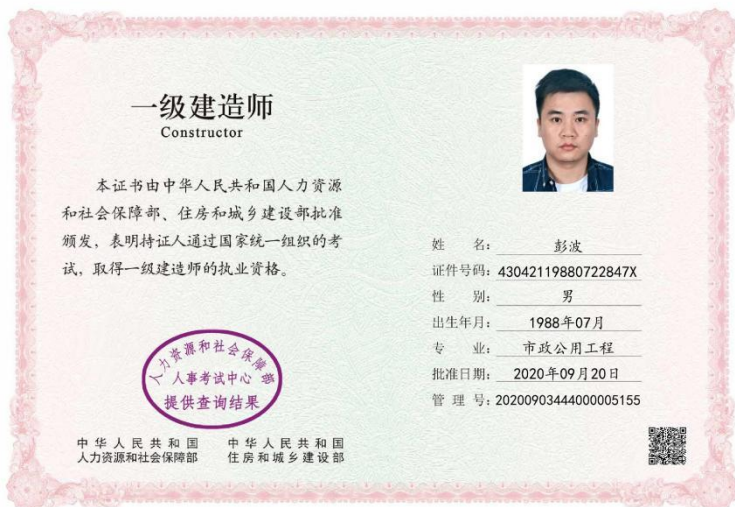 一级建造师
Constructor
本证书由中华人民共和国人力资源
和社会保障部、住房和城乡建设部批准
颁发，表明持证人通过国家统一组织的考
试，取得一级建造师的执业资格。
人力资源和社会保障部
人事考试中心
提供查询结果
中华人民共和国
人力资源和社会保障部
中华人民共和国
住房和城乡建设部
姓 名： 彭波
证件号码：43042119880722847X
性 别： 男
出生年月： 1988年07月
专 业： 市政公用工程
批准日期： 2020年09月20日
管 理 号：20200903444000005155